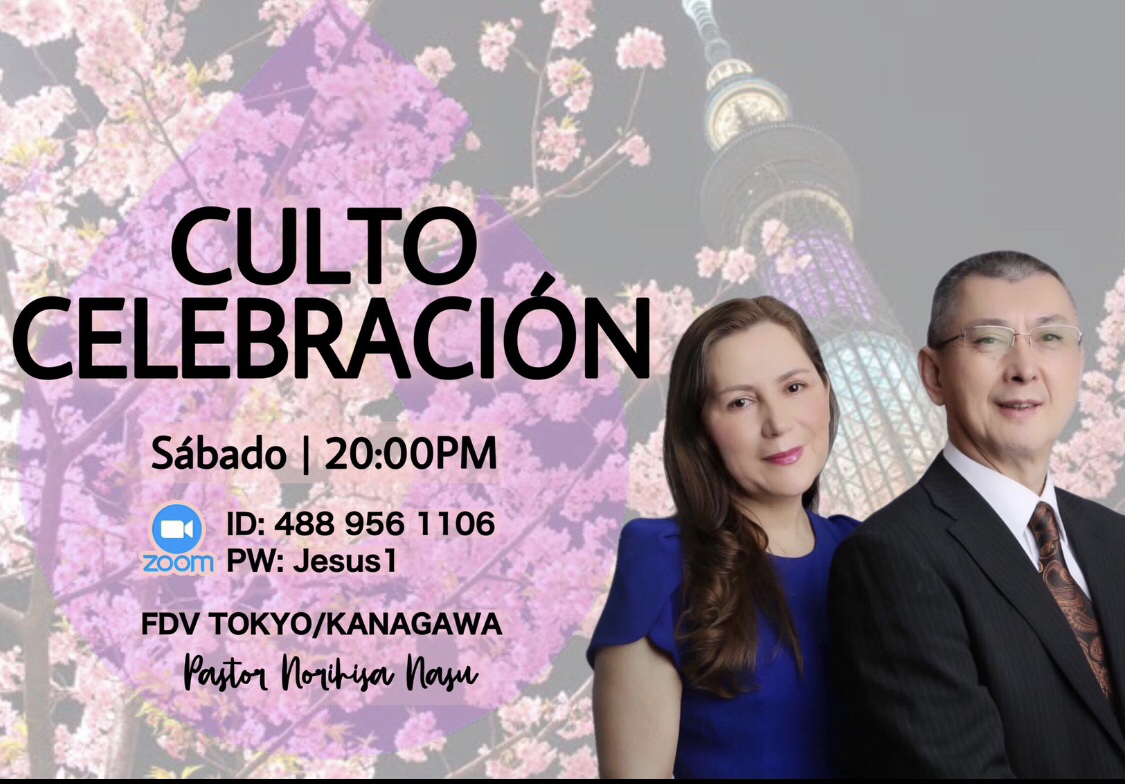 CULTO
CELEBRACIÓN
Sábado | 20:00PM
ID: 488 956 1106
zoom PW: Jesus1
FDV TOKYO/KANAGAWA
Pastor Norihisa Nasu